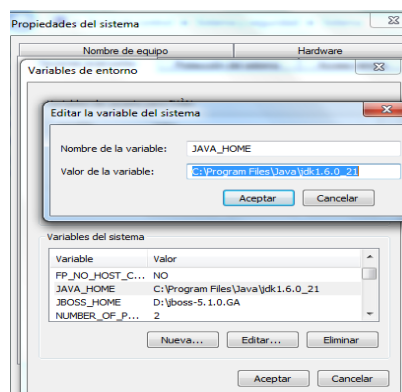 Propiedades del sistema
Nombre de equipo Hardware
Variables de entorno
Editar la variable del sistema
Nombre de la variable: JAVA_HOME
Valor de la variable: C:\Program Files\Java\jdk1.6.0_21
Aceptar Cancelar
Variables del sistema
Variable Valor
FP_NO_HOST_C... NO
JAVA_HOME C:\Program Files\Java\jdk1.6.0_21
JBOSS_HOME D:\jboss-5.1.0.GA
NUMBER_OF_P... 2
Nueva... Editar... Eliminar
Aceptar Cancelar